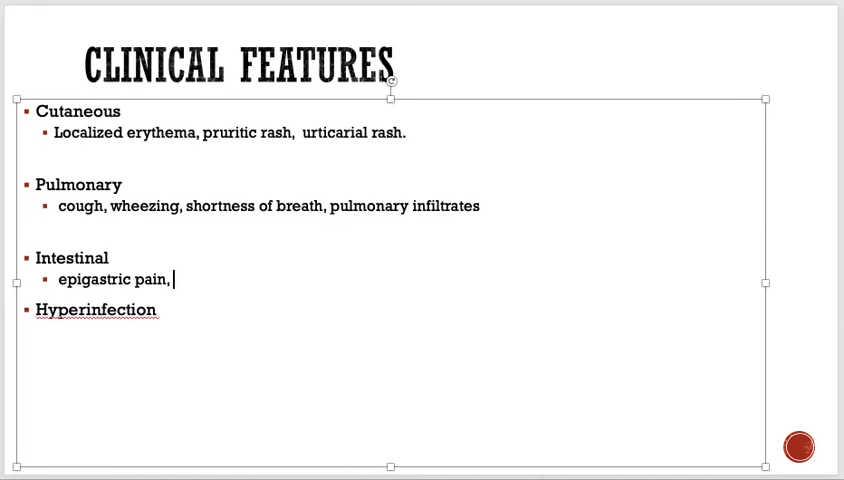 CLINICAL FEATURES
Cutaneous
Localized erythema, pruritic rash,  urticarial rash.
Pulmonary
cough, wheezing, shortness of breath, pulmonary infiltrates
Intestinal
epigastric pain,
Hyperinfection